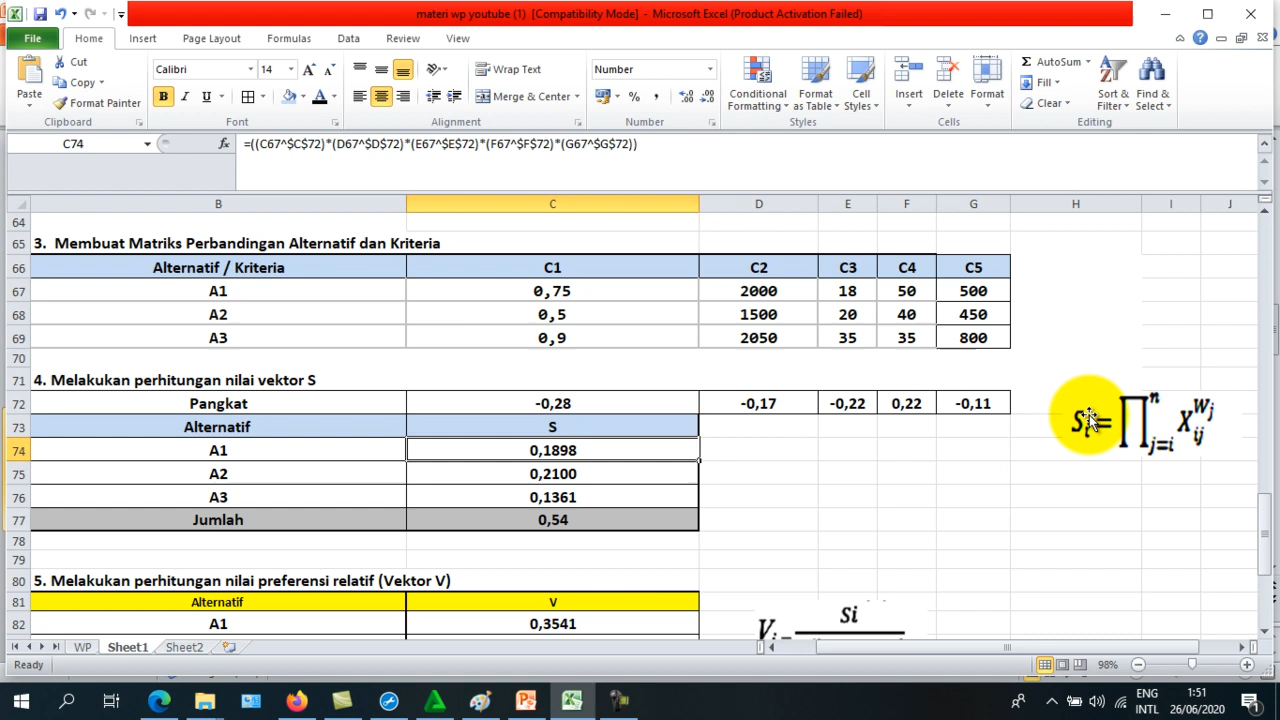 materi wp youtube (1) [Compatibility Mode] - Microsoft Excel (Product Activation Failed)
File Home Insert Page Layout Formulas Data Review View
Paste Cut Copy Format Painter Clipboard
Calibri 14 A A B I U A Font
Wrap Text Merge & Center Alignment
Number % , Number
Conditional Formatting Format as Table Cell Styles Styles
Insert Delete Format Cells
AutoSum Fill Clear Sort & Filter Find & Select Editing
C74 fx =((C67^$C$72)*(D67^$D$72)*(E67^$E$72)*(F67^$F$72)*(G67^$G$72))
B C D E F G H I J
64
65 3. Membuat Matriks Perbandingan Alternatif dan Kriteria
66 Alternatif / Kriteria C1 C2 C3 C4 C5
67 A1 0,75 2000 18 50 500
68 A2 0,5 1500 20 40 450
69 A3 0,9 2050 35 35 800
70
71 4. Melakukan perhitungan nilai vektor S
72 Pangkat -0,28 -0,17 -0,22 0,22 -0,11
73 Alternatif S
Si = ∏ n j=i Xij Wj
74 A1 0,1898
75 A2 0,2100
76 A3 0,1361
77 Jumlah 0,54
78
79
80 5. Melakukan perhitungan nilai preferensi relatif (Vektor V)
81 Alternatif V
82 A1 0,3541
Vi = Si
WP Sheet1 Sheet2
Ready 98%
ENG INTL 1:51 26/06/2020 1